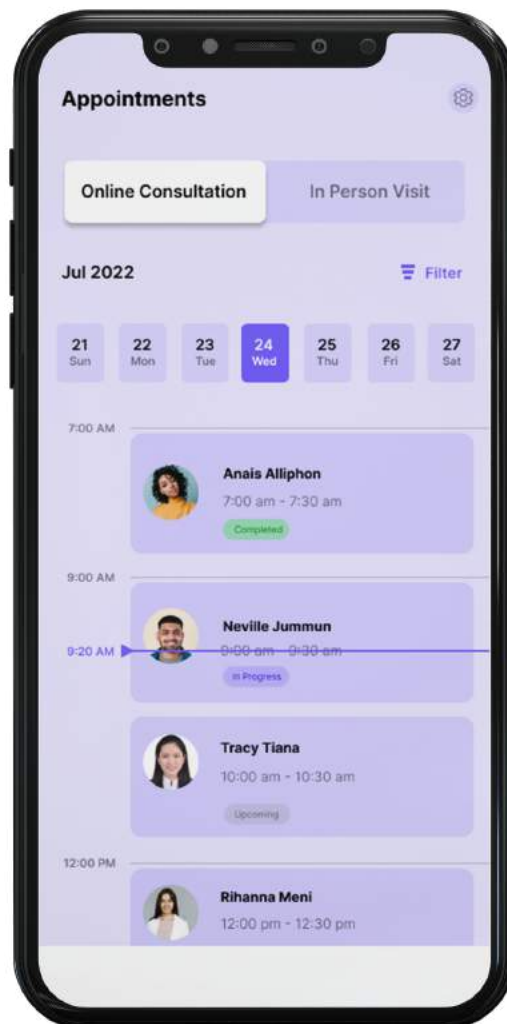 Appointments
Online Consultation In Person Visit
Jul 2022 Filter
21 22 23 24 25 26 27
Sun Mon Tue Wed Thu Fri Sat
7:00 AM
Anais Alliphon
7:00 am - 7:30 am
Completed
9:00 AM
Neville Jummun
9:20 AM 9:00 am - 9:30 am
In Progress
Tracy Tiana
10:00 am - 10:30 am
Upcoming
12:00 PM
Rihanna Meni
12:00 pm - 12:30 pm